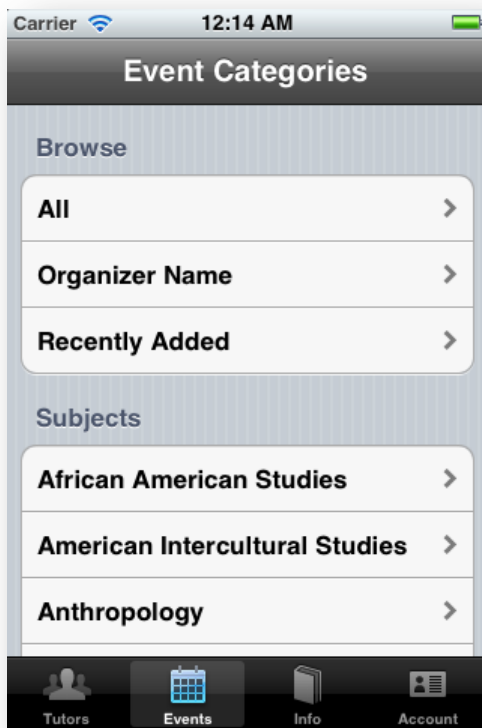 Carrier 12:14 AM
Event Categories
Browse
All
Organizer Name
Recently Added
Subjects
African American Studies
American Intercultural Studies
Anthropology
Tutors Events Info Account